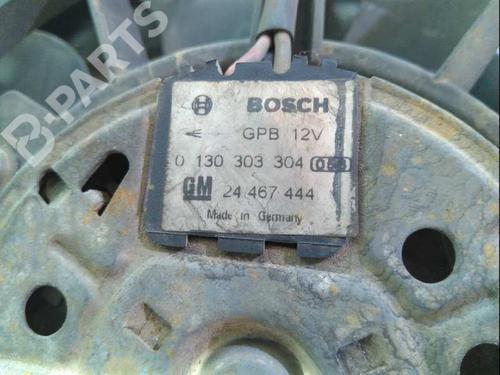 B-PARTS
BOSCH
GPB 12V
0 130 303 304
GM 24 467 444
Made in Germany